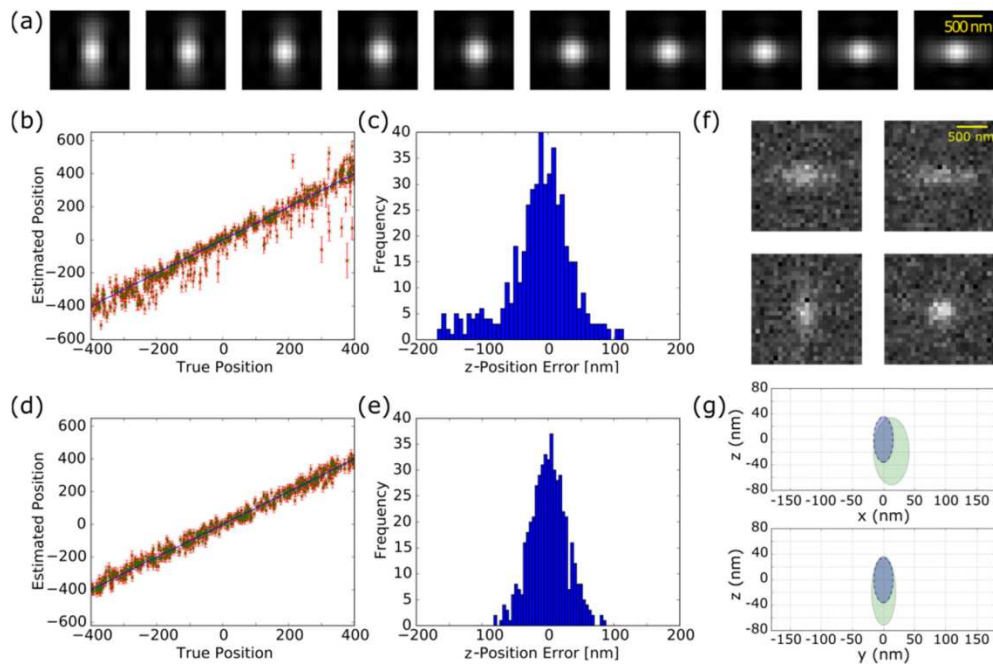 (a)
500 nm
(b)
Estimated Position
600
400
200
0
−200
−400
−600
−400 −200 0 200 400
True Position
(c)
Frequency
40
35
30
25
20
15
10
5
0
−200 −100 0 100 200
z-Position Error [nm]
(f)
500 nm
(d)
Estimated Position
600
400
200
0
−200
−400
−600
−400 −200 0 200 400
True Position
(e)
Frequency
40
35
30
25
20
15
10
5
0
−200 −100 0 100 200
z-Position Error [nm]
(g)
z (nm)
80
40
0
-40
-80
-150 -100 -50 0 50 100 150
x (nm)
z (nm)
80
40
0
-40
-80
-150 -100 -50 0 50 100 150
y (nm)